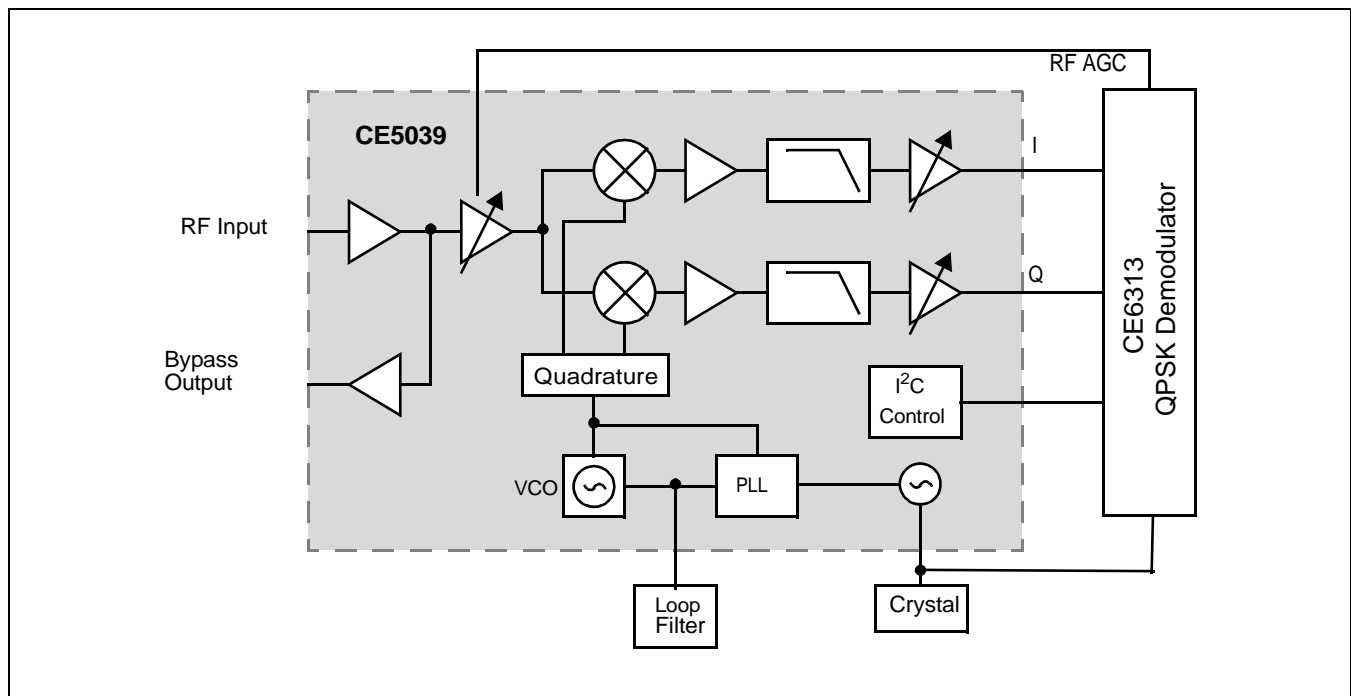 RF AGC
CE5039
I
RF Input
Q
CE6313
QPSK Demodulator
Bypass
Output
Quadrature
I²C
Control
VCO
PLL
Loop
Filter
Crystal